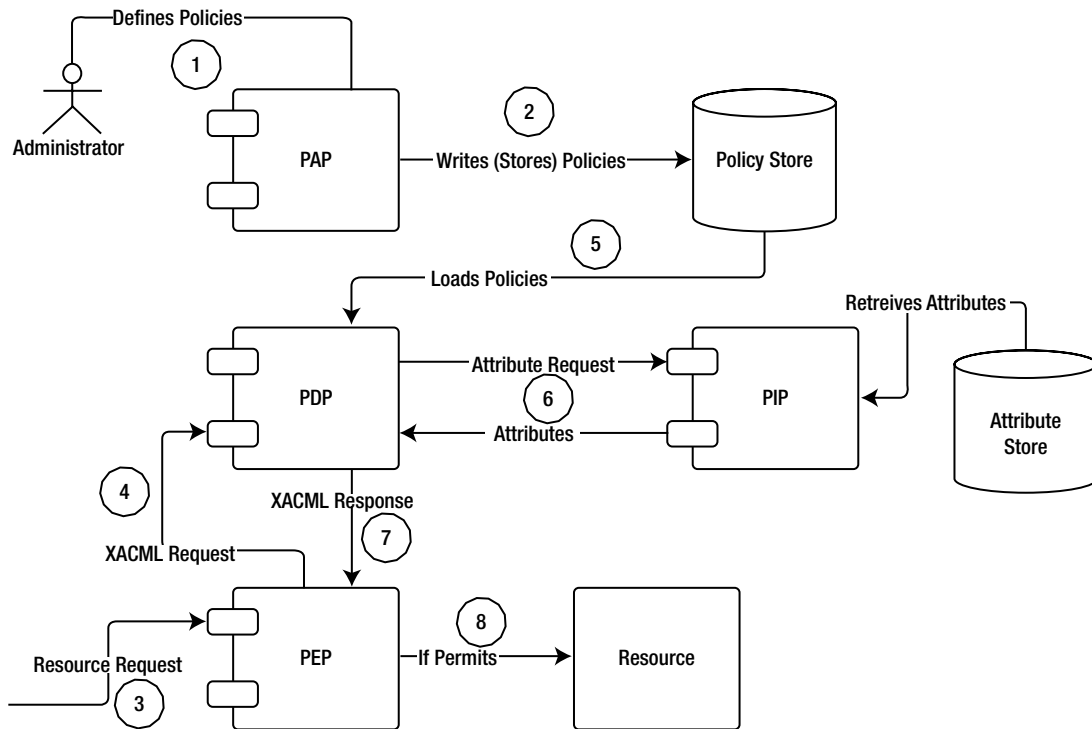 Defines Policies
1
Administrator
PAP
2
Writes (Stores) Policies
Policy Store
5
Loads Policies
Retreives Attributes
PDP
Attribute Request
6
Attributes
PIP
Attribute
Store
4
XACML Response
7
XACML Request
PEP
8
If Permits
Resource
Resource Request
3